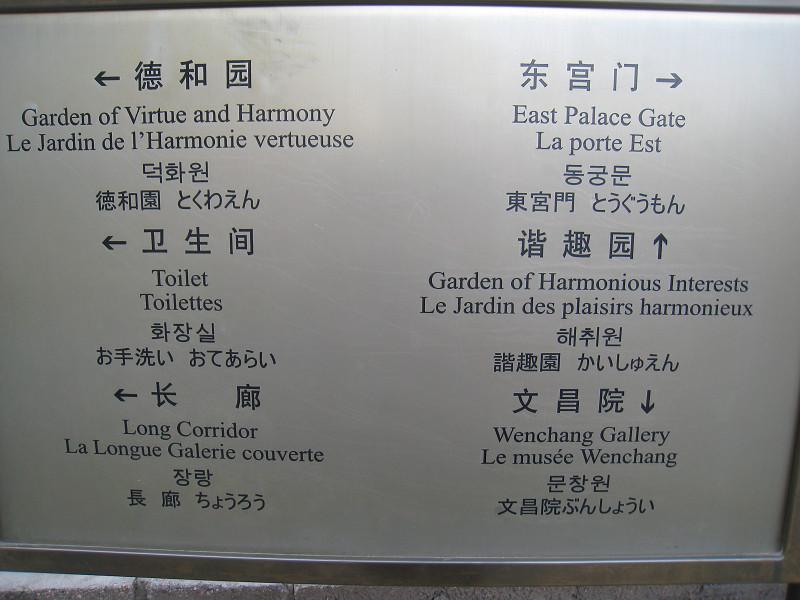 ← 德和园
Garden of Virtue and Harmony
Le Jardin de l'Harmonie vertueuse
덕화원
徳和園 とくわえん
← 卫生间
Toilet
Toilettes
화장실
お手洗い おてあらい
← 长 廊
Long Corridor
La Longue Galerie couverte
장랑
長 廊 ちょうろう
东宫门 →
East Palace Gate
La porte Est
동궁문
東宮門 とうぐうもん
谐趣园 ↑
Garden of Harmonious Interests
Le Jardin des plaisirs harmonieux
해취원
諧趣園 かいしゅえん
文昌院 ↓
Wenchang Gallery
Le musée Wenchang
문창원
文昌院ぶんしょうい